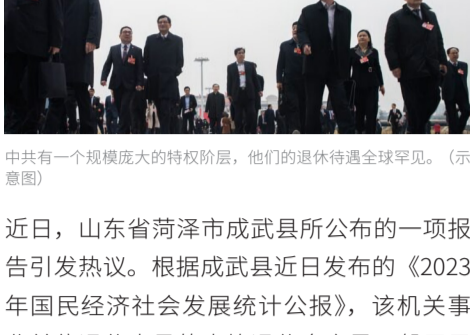 中共有一个规模庞大的特权阶层，他们的退休待遇全球罕见。（示
意图）
近日，山东省菏泽市成武县所公布的一项报
告引发热议。根据成武县近日发布的《2023
年国民经济社会发展统计公报》，该机关事